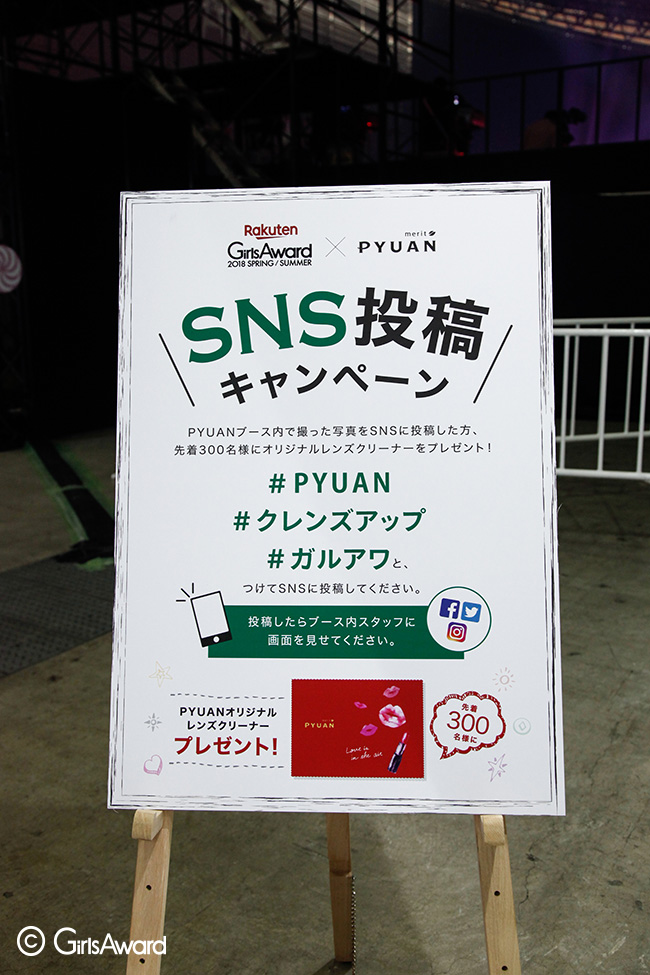 Rakuten
GirlsAward
2018 SPRING/SUMMER
×
merit
PYUAN
SNS投稿
キャンペーン
PYUANブース内で撮った写真をSNSに投稿した方、
先着300名様にオリジナルレンズクリーナーをプレゼント!
#PYUAN
#クレンズアップ
#ガルアワと、
つけてSNSに投稿してください。
投稿したらブース内スタッフに
画面を見せてください。
PYUANオリジナル
レンズクリーナー
プレゼント!
PYUAN
Love is
in the air
先着
300
名様に
© GirlsAward